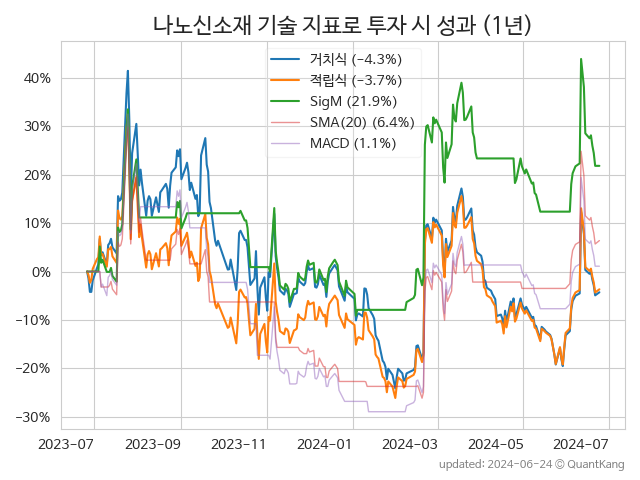 나노신소재 기술 지표로 투자 시 성과 (1년)
거치식 (−4.3%)
적립식 (−3.7%)
SigM (21.9%)
SMA(20) (6.4%)
MACD (1.1%)
40%
30%
20%
10%
0%
−10%
−20%
−30%
2023-07 2023-09 2023-11 2024-01 2024-03 2024-05 2024-07
updated: 2024-06-24 ⓒ QuantKang